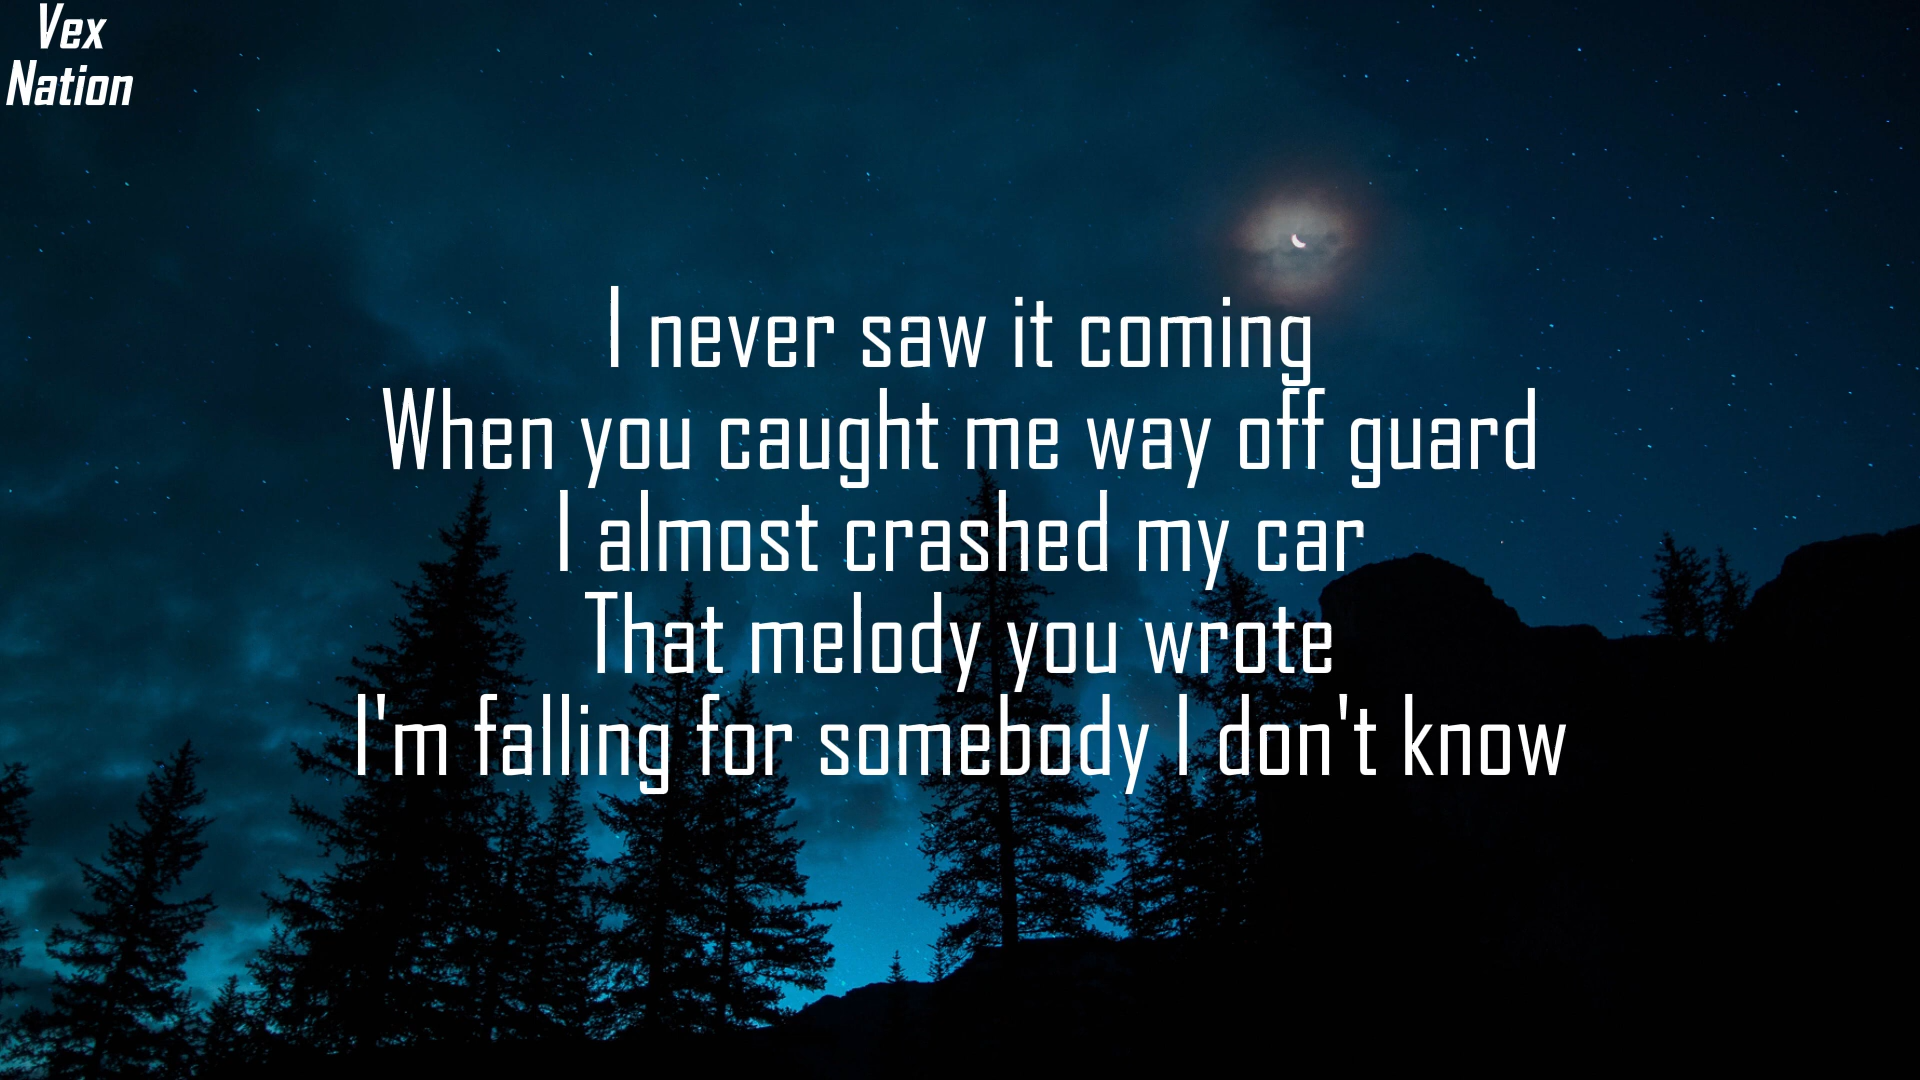 Vex
Nation
I never saw it coming
When you caught me way off guard
I almost crashed my car
That melody you wrote
I'm falling for somebody I don't know